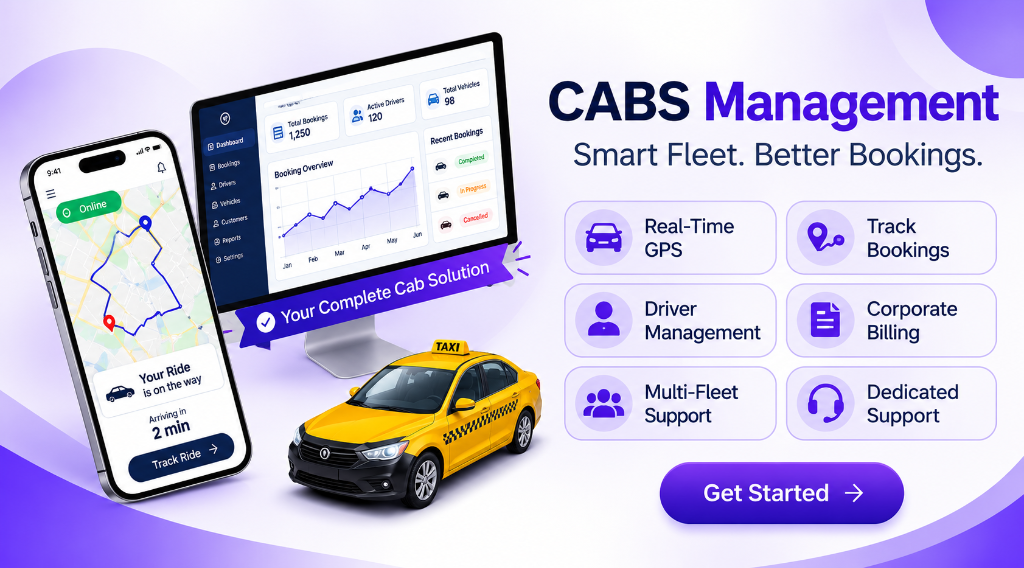 CABS Management
Smart Fleet. Better Bookings.
Real-Time
GPS
Track
Bookings
Driver
Management
Corporate
Billing
Multi-Fleet
Support
Dedicated
Support
Get Started
Dashboard
Bookings
Drivers
Vehicles
Customers
Reports
Settings
Total Bookings
1,250
Active Drivers
120
Total Vehicles
98
Booking Overview
Jan Feb Mar Apr May Jun
Recent Bookings
Completed
In Progress
Cancelled
Your Complete Cab Solution
9:41
Online
Your Ride
is on the way
Arriving in
2 min
Track Ride
TAXI